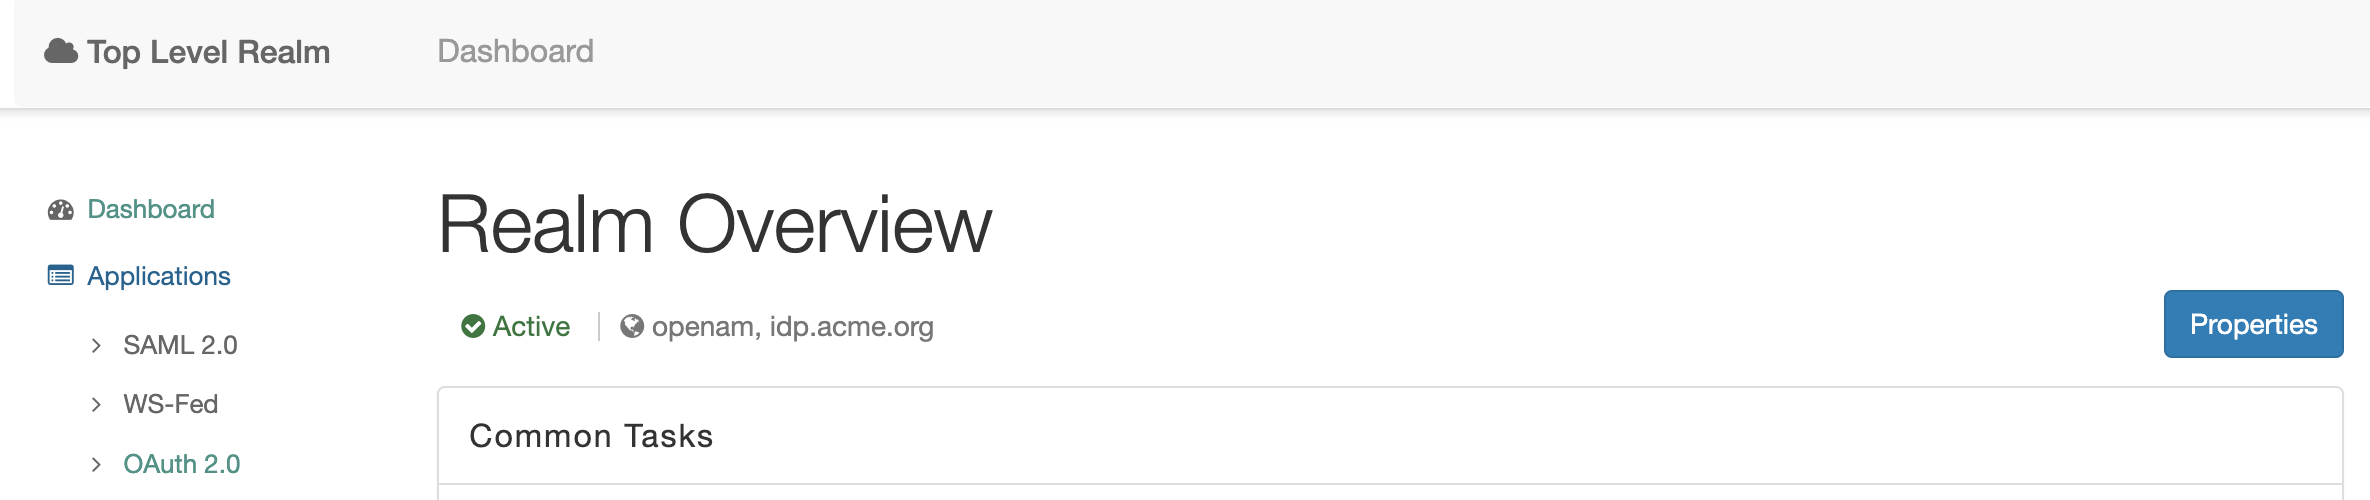 Top Level Realm
Dashboard
Dashboard
Applications
SAML 2.0
WS-Fed
OAuth 2.0
Realm Overview
Active
openam, idp.acme.org
Properties
Common Tasks